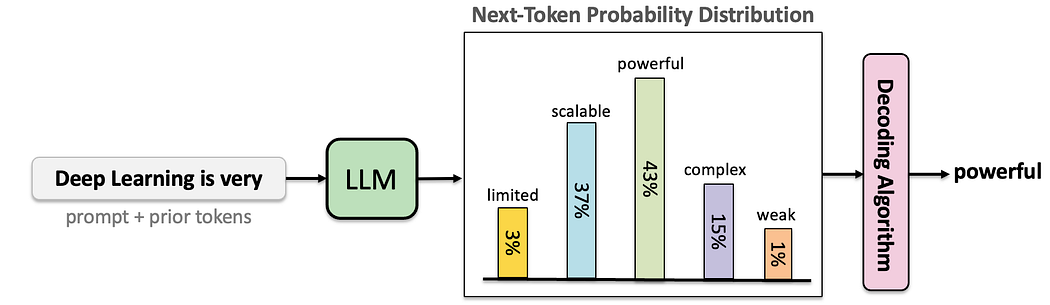 Next-Token Probability Distribution
Deep Learning is very
prompt + prior tokens
LLM
limited
3%
scalable
37%
powerful
43%
complex
15%
weak
1%
Decoding Algorithm
powerful